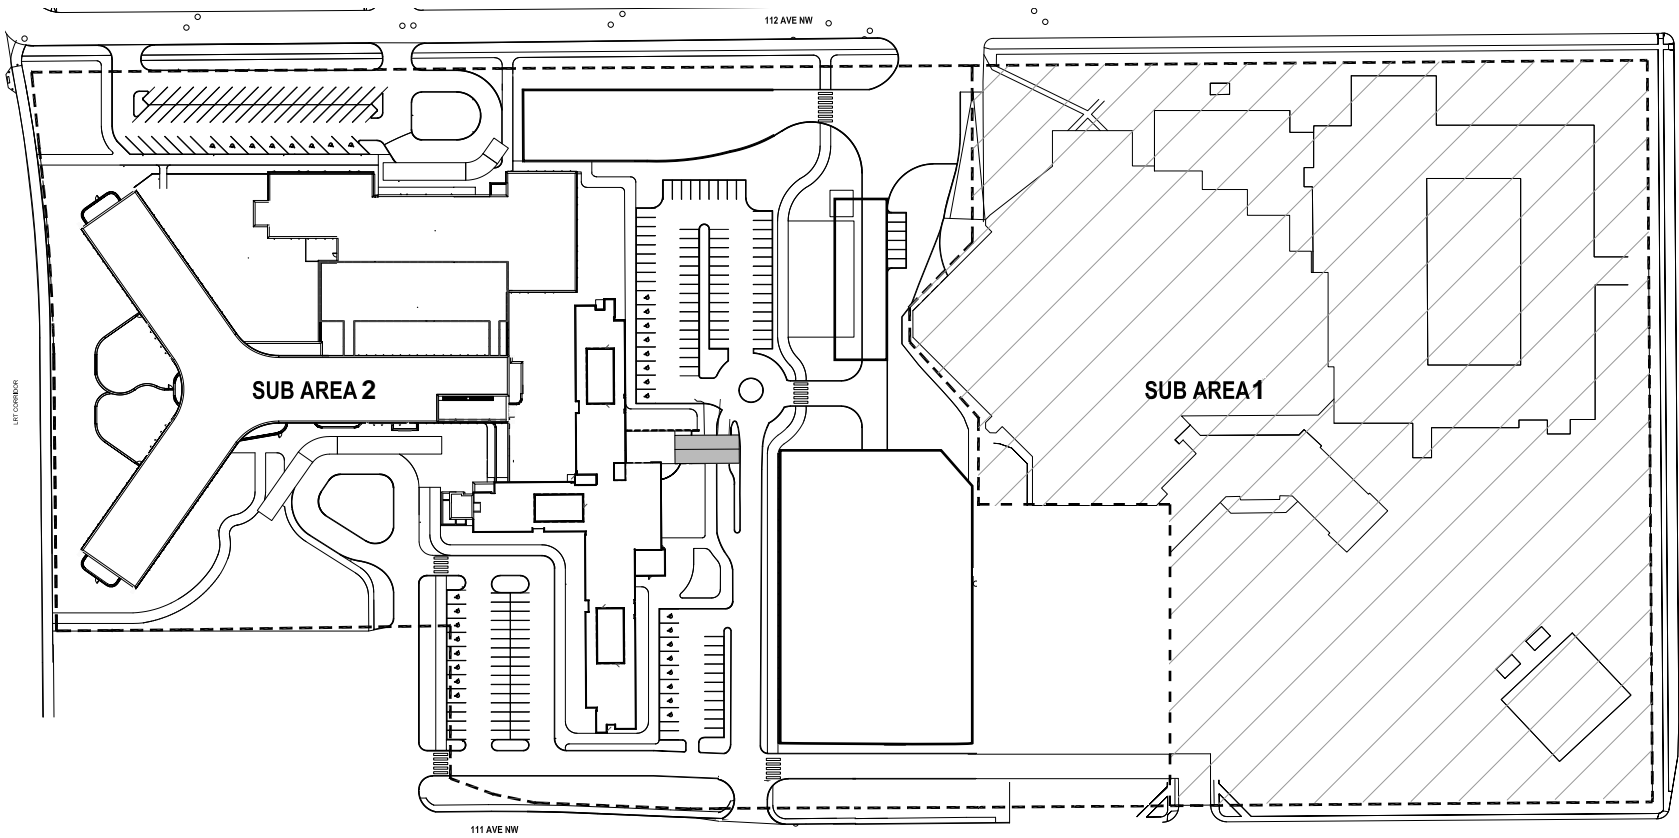 112 AVE NW
SUB AREA 2
SUB AREA 1
LRT CORRIDOR
111 AVE NW